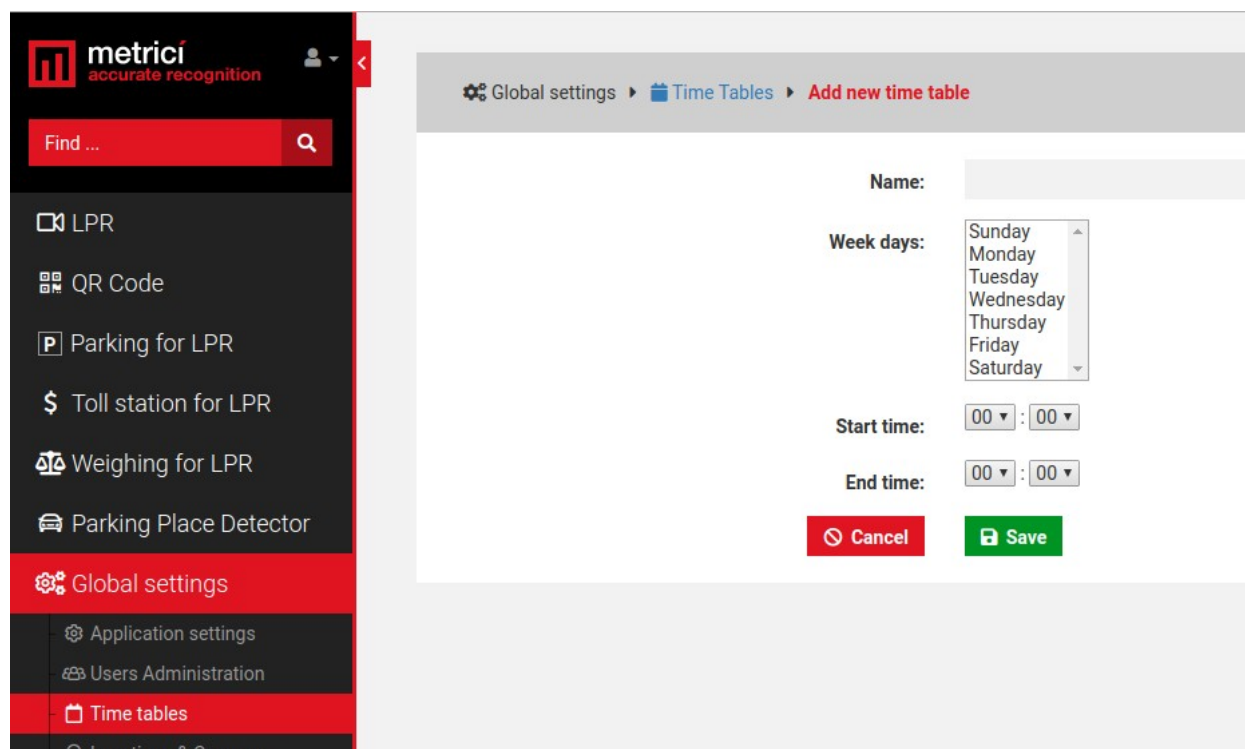 metrici
accurate recognition
Find ...
LPR
QR Code
P Parking for LPR
$ Toll station for LPR
Weighing for LPR
Parking Place Detector
Global settings
Application settings
Users Administration
Time tables
Global settings Time Tables Add new time table
Name:
Week days:
Sunday
Monday
Tuesday
Wednesday
Thursday
Friday
Saturday
Start time: 00 : 00
End time: 00 : 00
Cancel Save